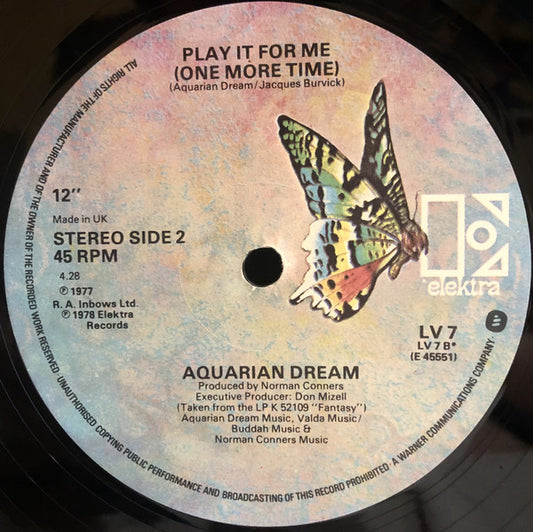 PLAY IT FOR ME
(ONE MORE TIME)
(Aquarian Dream/Jacques Burvick)
12"
Made in UK
STEREO SIDE 2
45 RPM
4.28
Ⓟ 1977
R. A. Inbows Ltd.
Ⓟ 1978 Elektra
Records
elektra
LV 7
LV 7 B*
(E 45551)
B
AQUARIAN DREAM
Produced by Norman Conners
Executive Producer: Don Mizell
(Taken from the LP K 52109 "Fantasy")
Aquarian Dream Music, Valda Music/
Buddah Music &
Norman Conners Music
ALL RIGHTS OF THE MANUFACTURER AND OF THE OWNER OF THE RECORDED WORK RESERVED · UNAUTHORISED COPYING PUBLIC PERFORMANCE AND BROADCASTING OF THIS RECORD PROHIBITED · A WARNER COMMUNICATIONS COMPANY ·